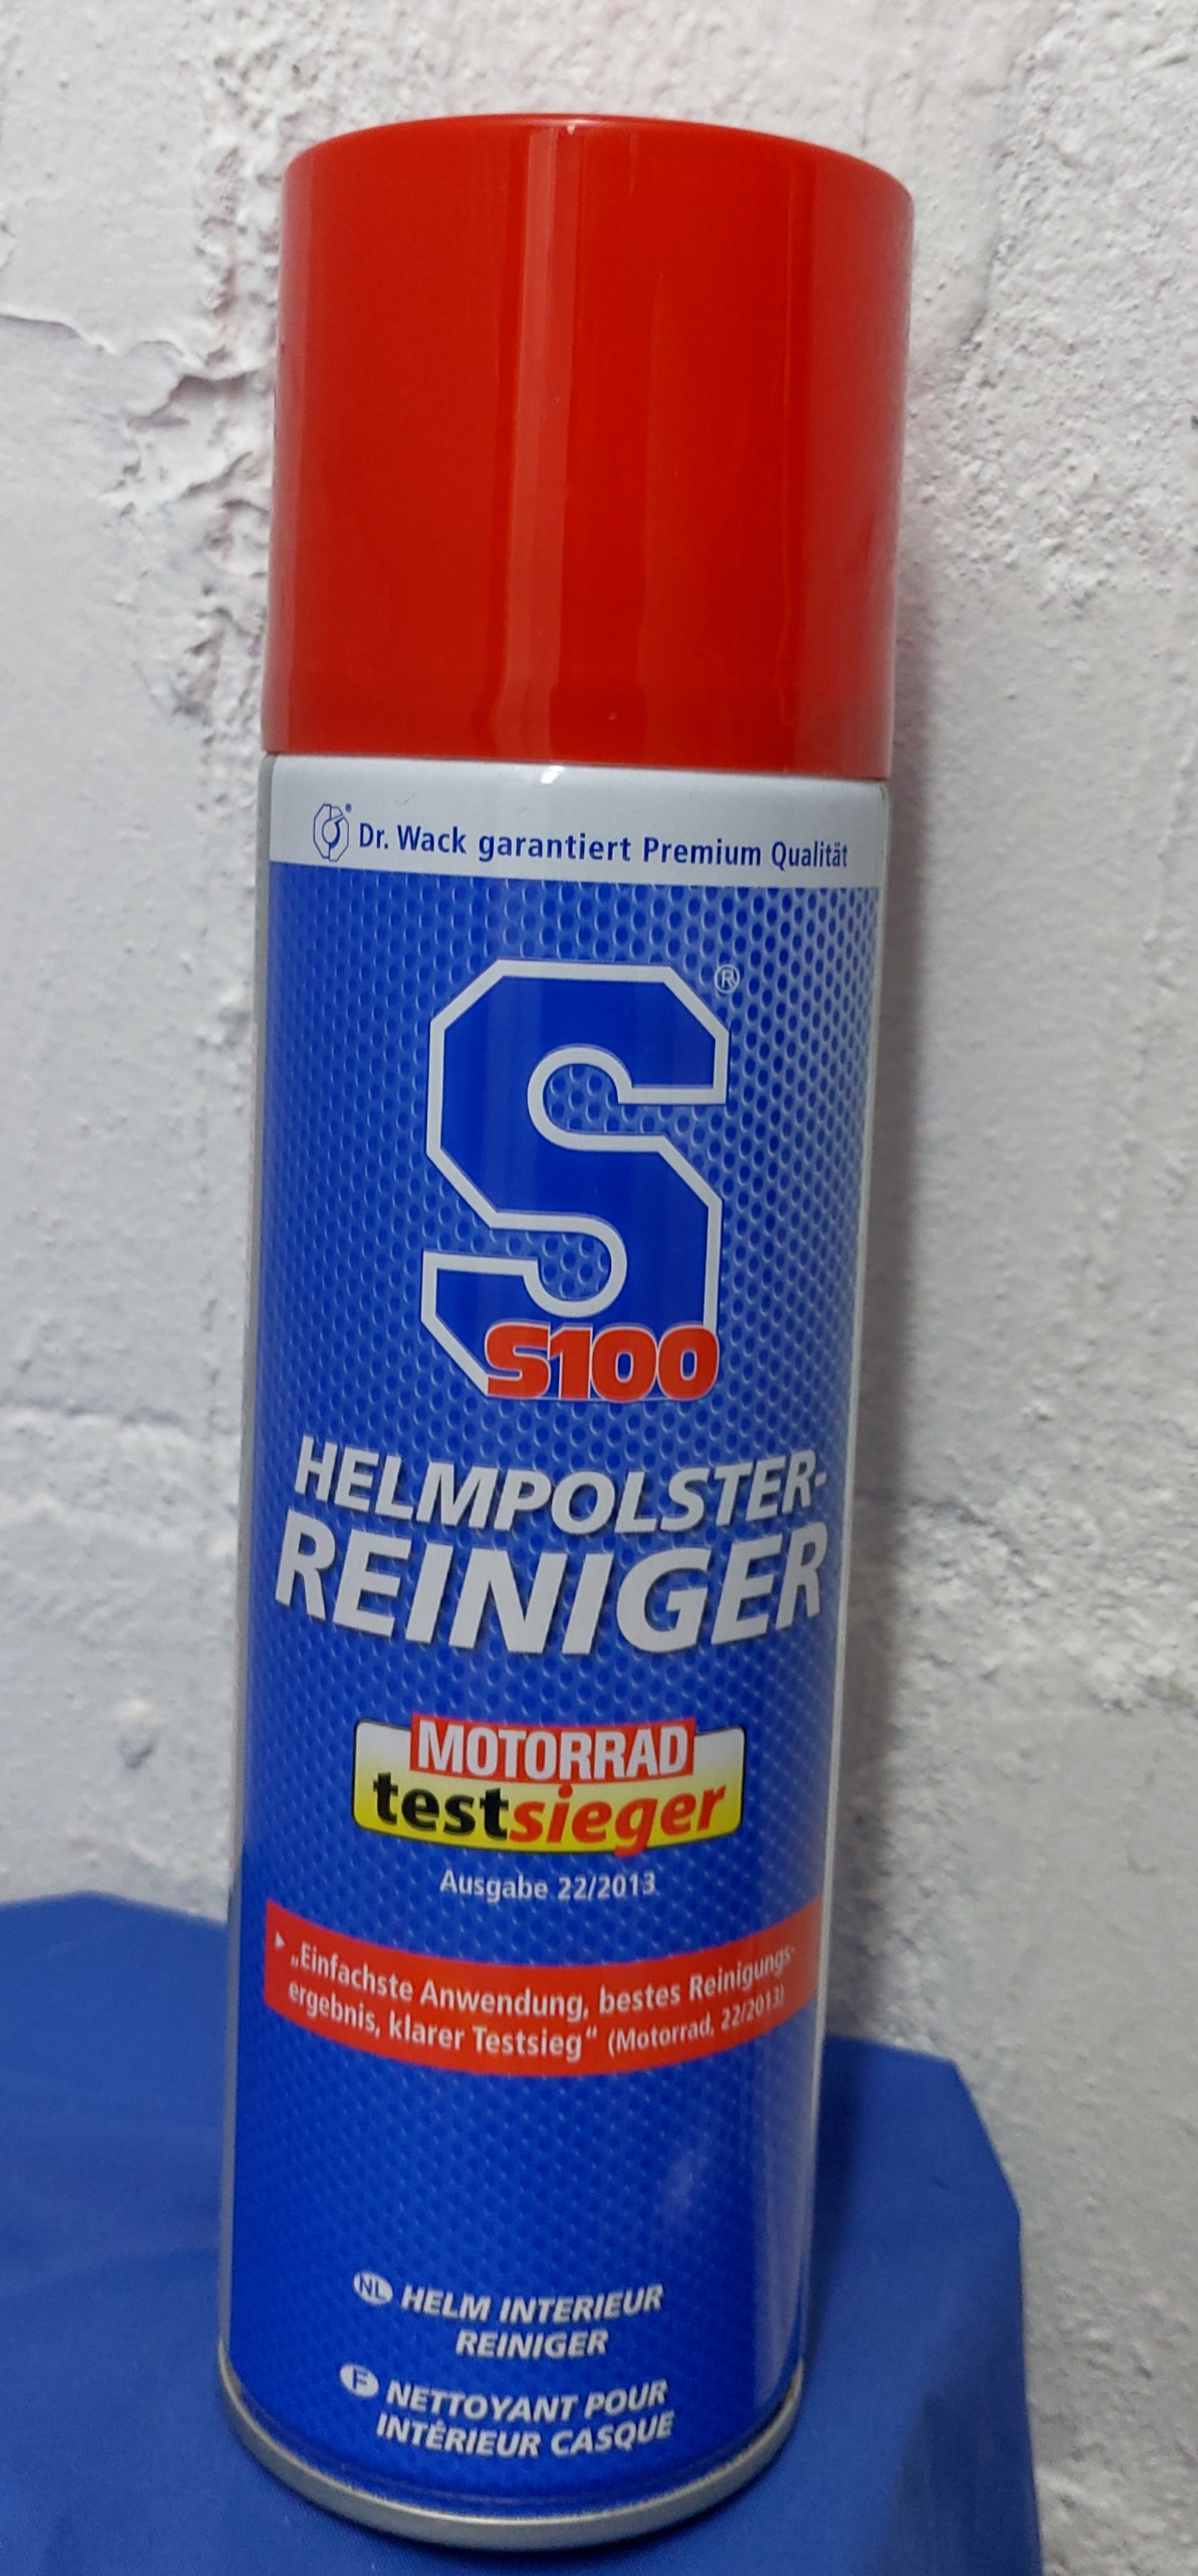 Dr. Wack garantiert Premium Qualität
S®
S100
HELMPOLSTER-
REINIGER
MOTORRAD
testsieger
Ausgabe 22/2013
„Einfachste Anwendung, bestes Reinigungs-
ergebnis, klarer Testsieg“ (Motorrad, 22/2013)
NL HELM INTERIEUR
REINIGER
F NETTOYANT POUR
INTÉRIEUR CASQUE